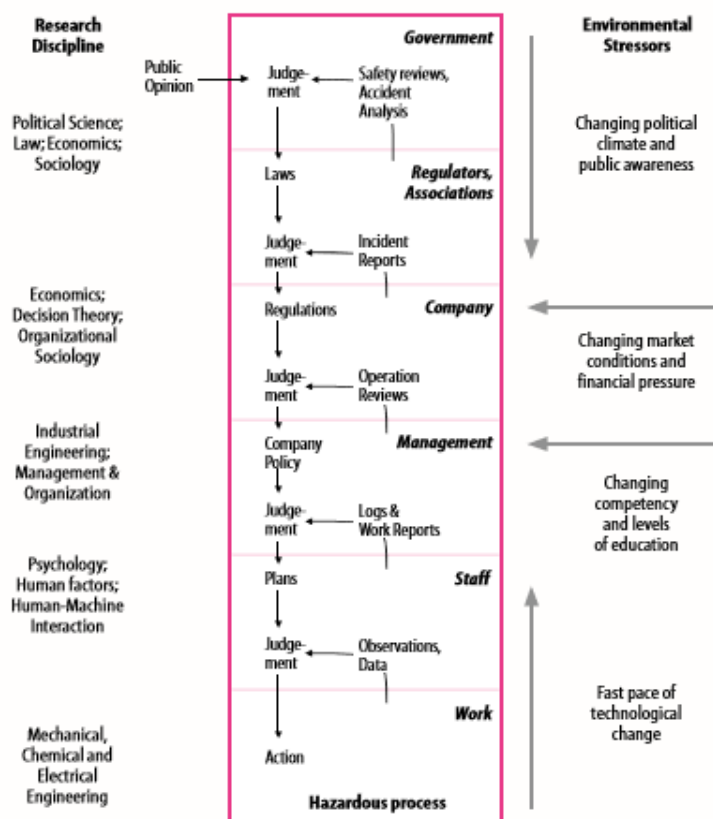 Research
Discipline
Political Science;
Law; Economics;
Sociology
Economics;
Decision Theory;
Organizational
Sociology
Industrial
Engineering;
Management &
Organization
Psychology;
Human factors;
Human-Machine
Interaction
Mechanical,
Chemical and
Electrical
Engineering
Public
Opinion
Government
Judge-
ment
Safety reviews,
Accident
Analysis
Laws
Regulators,
Associations
Judge-
ment
Incident
Reports
Regulations
Company
Judge-
ment
Operation
Reviews
Company
Policy
Management
Judge-
ment
Logs &
Work Reports
Plans
Staff
Judge-
ment
Observations,
Data
Work
Action
Hazardous process
Environmental
Stressors
Changing political
climate and
public awareness
Changing market
conditions and
financial pressure
Changing
competency
and levels
of education
Fast pace of
technological
change